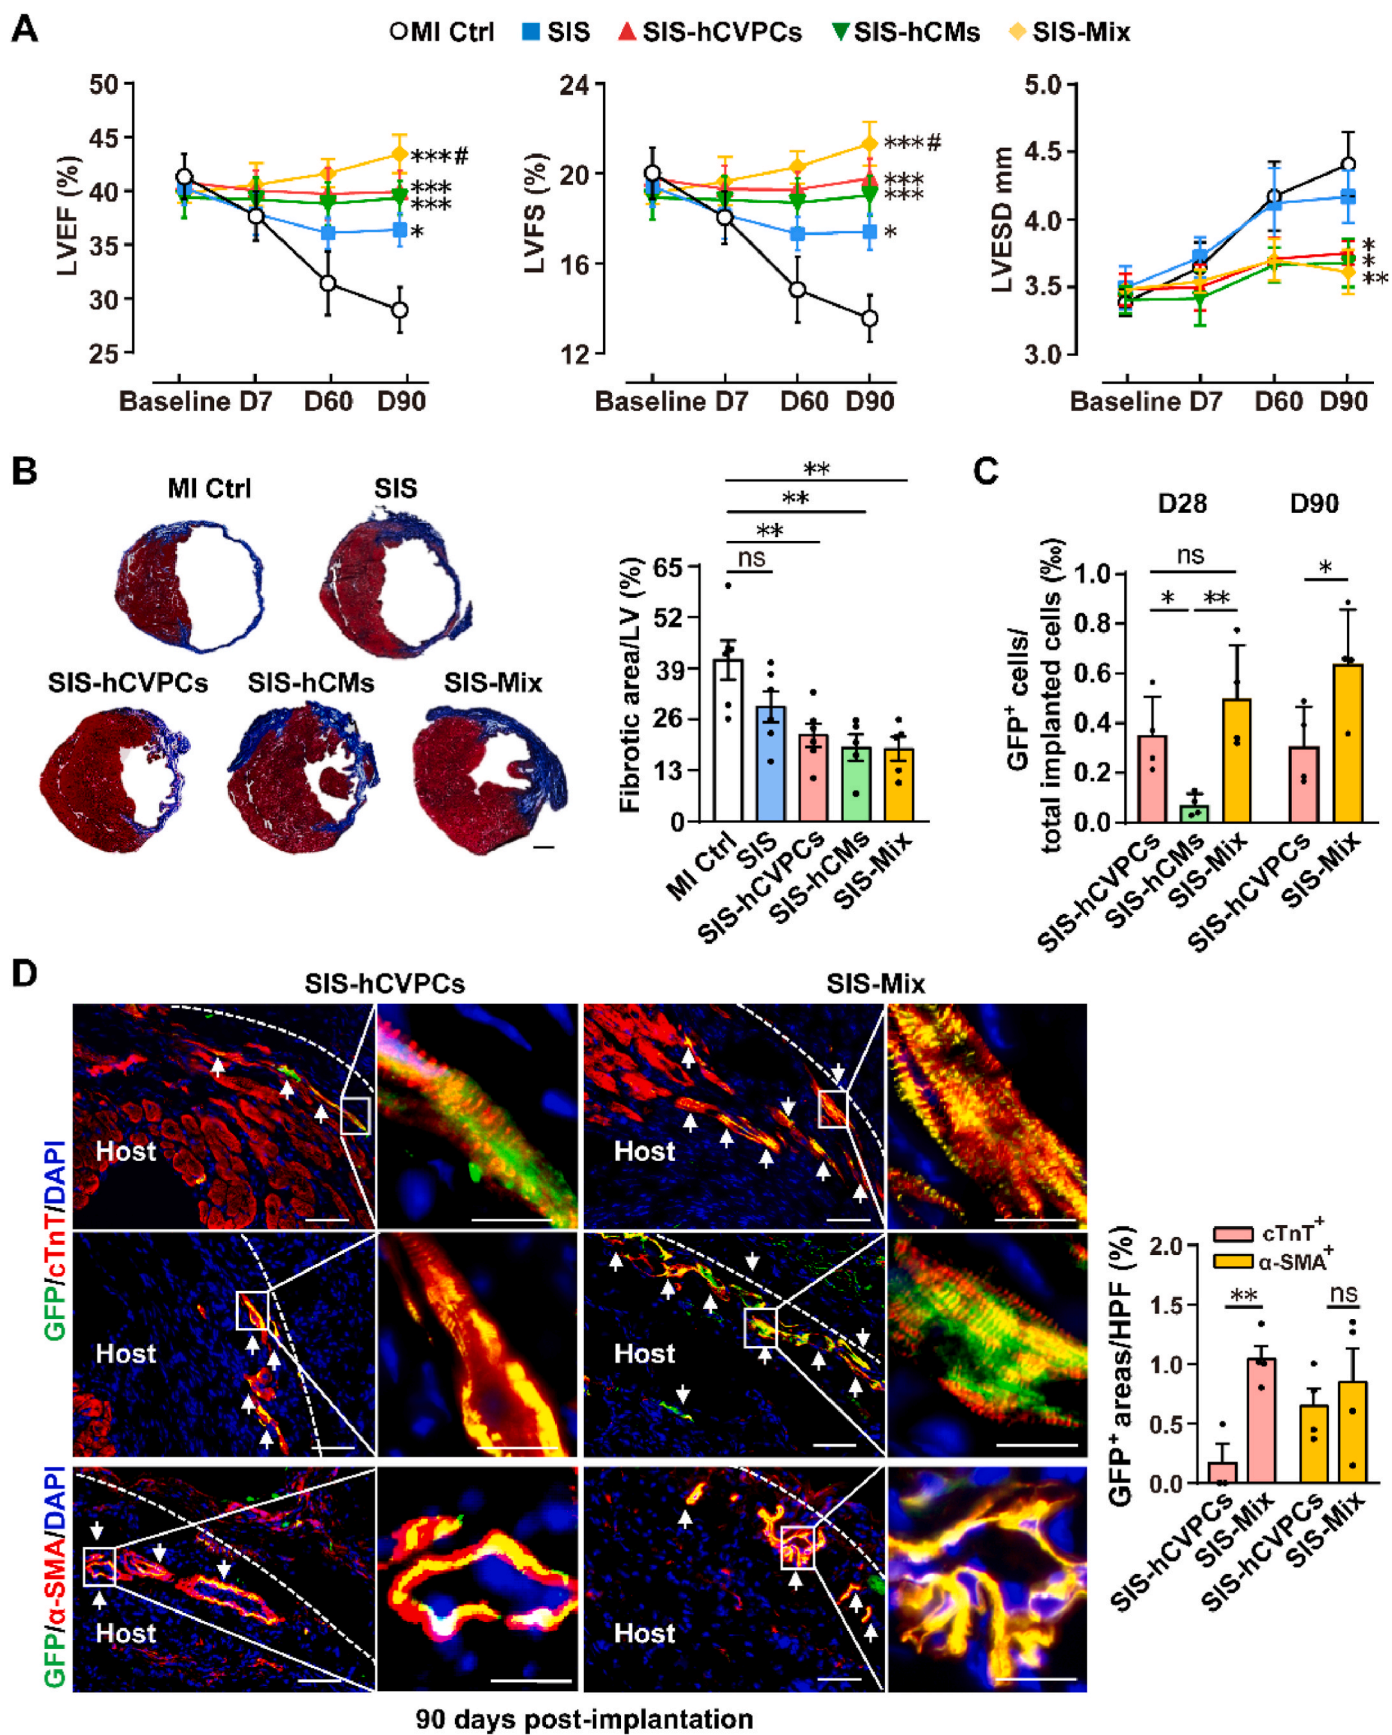 A
MI Ctrl SIS SIS-hCVPCs SIS-hCMs SIS-Mix
LVEF (%)
50
45
40
35
30
25
***#
***
***
*
Baseline D7 D60 D90
LVFS (%)
24
20
16
12
***#
***
***
*
Baseline D7 D60 D90
LVESD mm
5.0
4.5
4.0
3.5
3.0
*
*
**
Baseline D7 D60 D90
B
MI Ctrl SIS
SIS-hCVPCs SIS-hCMs SIS-Mix
Fibrotic area/LV (%)
65
52
39
26
13
0
**
**
**
ns
MI Ctrl
SIS
SIS-hCVPCs
SIS-hCMs
SIS-Mix
C
D28 D90
GFP⁺ cells/
total implanted cells (‰)
1.0
0.8
0.6
0.4
0.2
0.0
ns
* **
*
SIS-hCVPCs
SIS-hCMs
SIS-Mix
SIS-hCVPCs
SIS-Mix
D
SIS-hCVPCs SIS-Mix
GFP/cTnT/DAPI
Host
Host
Host
Host
GFP/α-SMA/DAPI
Host
Host
90 days post-implantation
GFP⁺ areas/HPF (%)
cTnT⁺
α-SMA⁺
2.0
1.5
1.0
0.5
0.0
**
ns
SIS-hCVPCs
SIS-Mix
SIS-hCVPCs
SIS-Mix